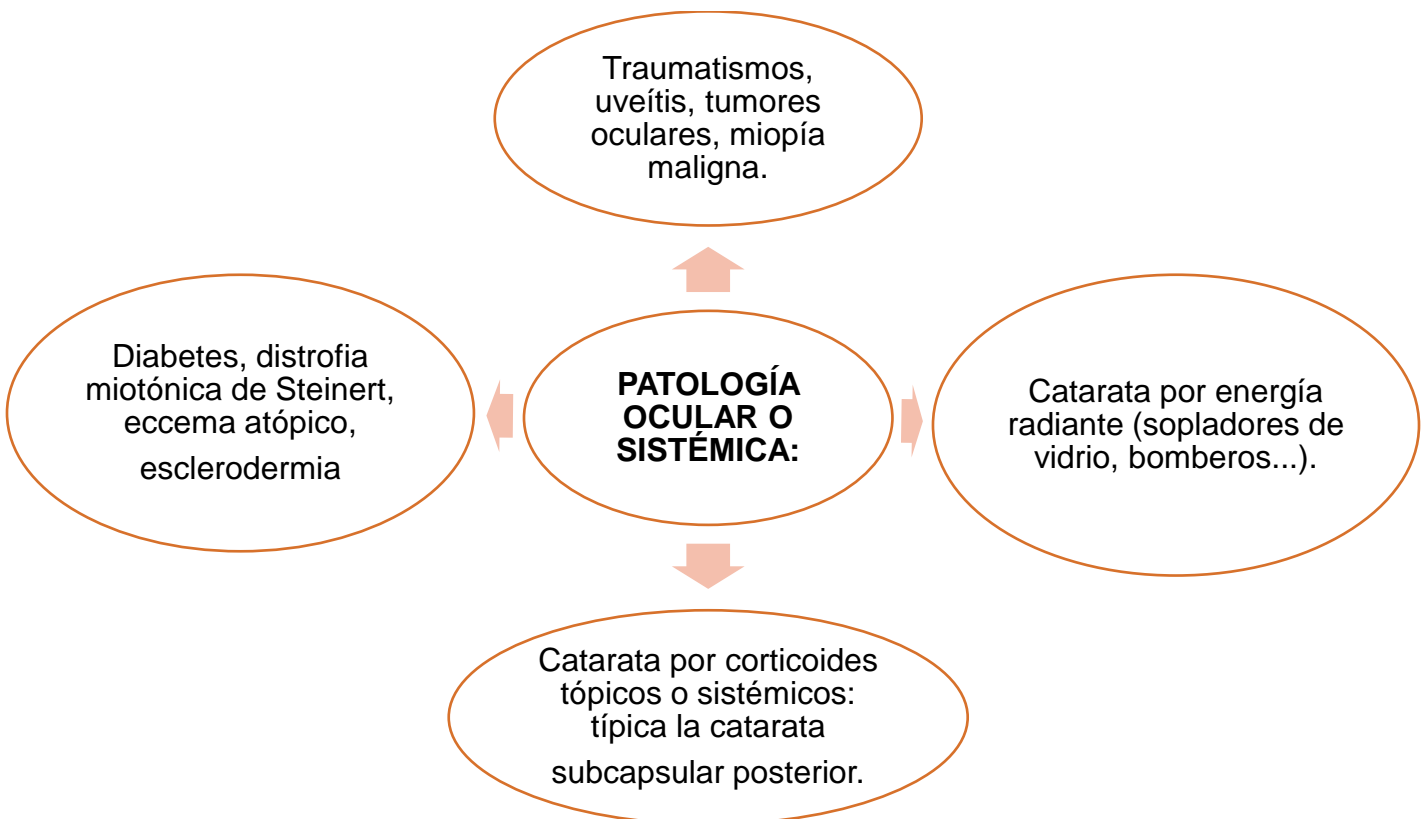 Traumatismos,
uveítis, tumores
oculares, miopía
maligna.
Diabetes, distrofia
miotónica de Steinert,
eccema atópico,
esclerodermia
PATOLOGÍA
OCULAR O
SISTÉMICA:
Catarata por energía
radiante (sopladores de
vidrio, bomberos...).
Catarata por corticoides
tópicos o sistémicos:
típica la catarata
subcapsular posterior.